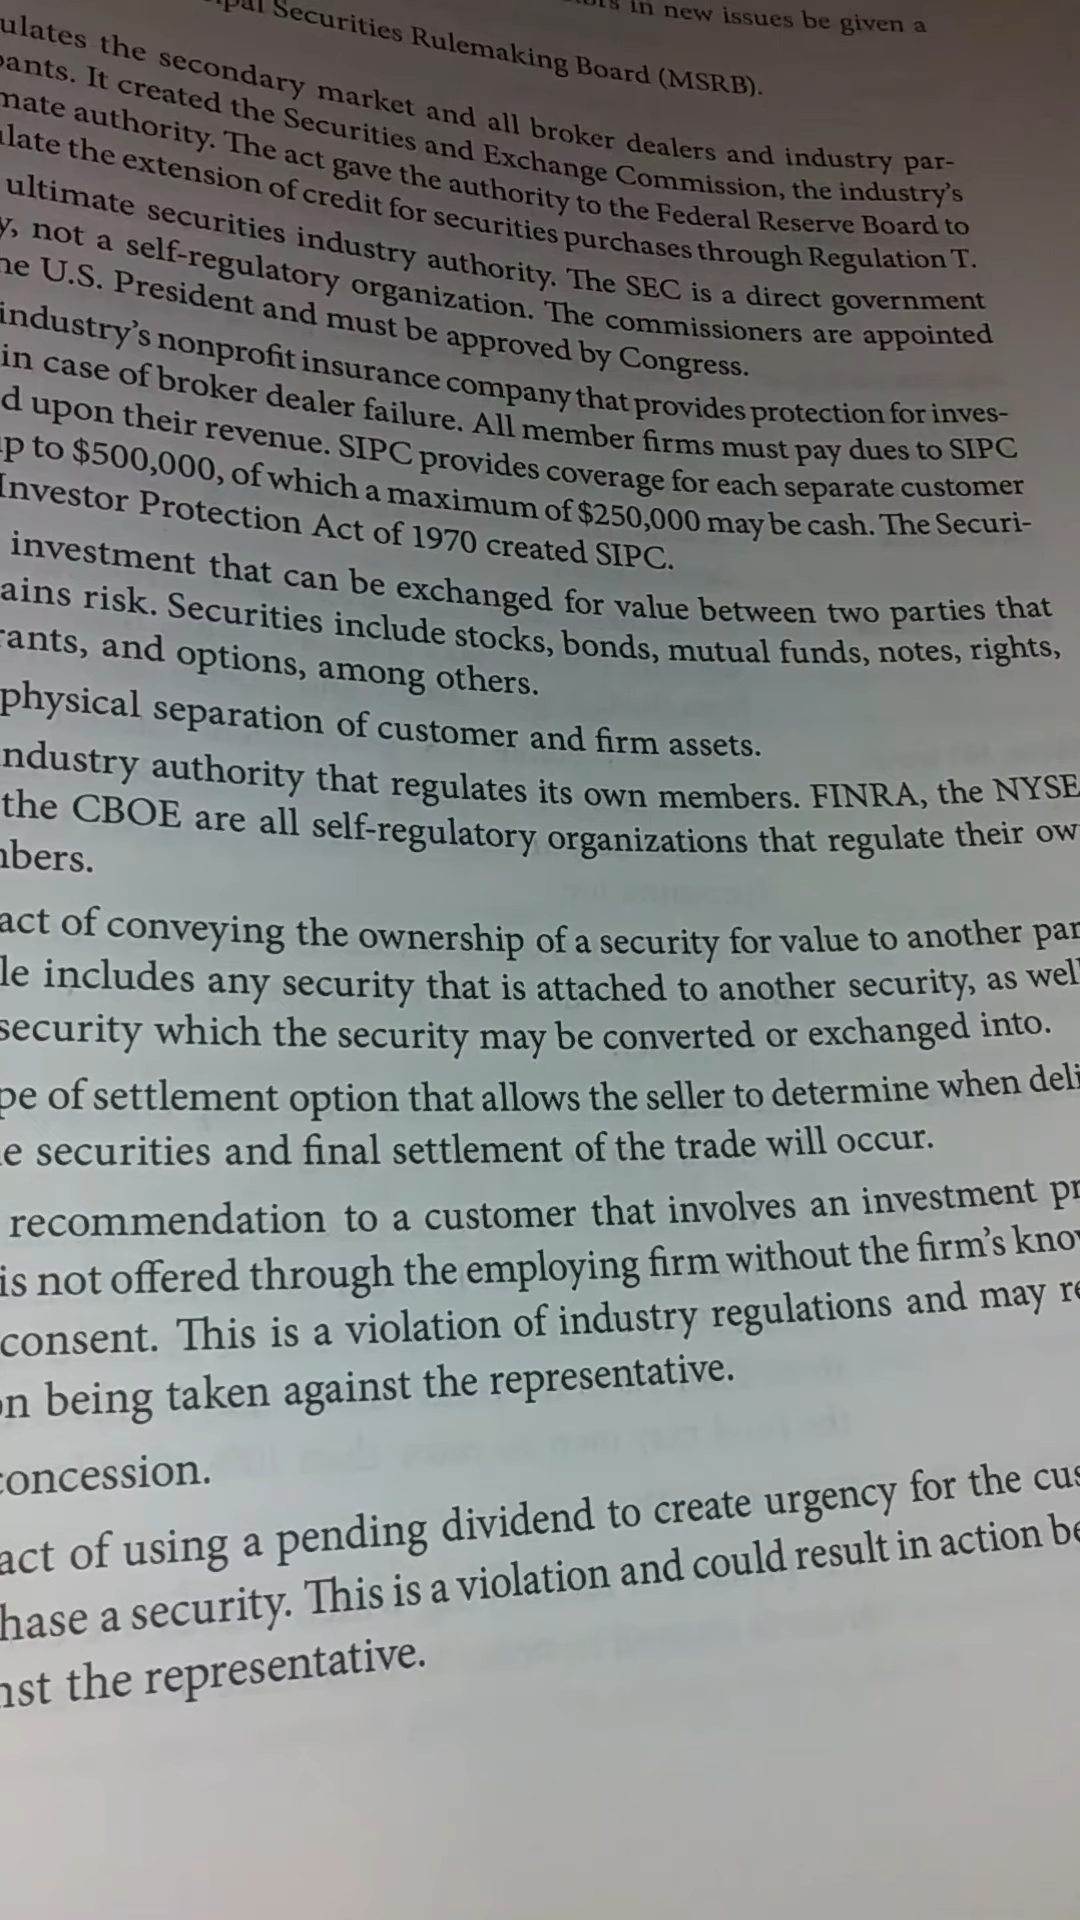 in new issues be given a
Securities Rulemaking Board (MSRB).
the secondary market and all broker dealers and industry par-
It created the Securities and Exchange Commission, the industry's
authority. The act gave the authority to the Federal Reserve Board to
the extension of credit for securities purchases through Regulation T.
ultimate securities industry authority. The SEC is a direct government
not a self-regulatory organization. The commissioners are appointed
U.S. President and must be approved by Congress.
industry's nonprofit insurance company that provides protection for inves-
in case of broker dealer failure. All member firms must pay dues to SIPC
upon their revenue. SIPC provides coverage for each separate customer
to $500,000, of which a maximum of $250,000 may be cash. The Securi-
Investor Protection Act of 1970 created SIPC.
investment that can be exchanged for value between two parties that
risk. Securities include stocks, bonds, mutual funds, notes, rights,
and options, among others.
physical separation of customer and firm assets.
ndustry authority that regulates its own members. FINRA, the NYSE
the CBOE are all self-regulatory organizations that regulate their ow
bers.
act of conveying the ownership of a security for value to another par
le includes any security that is attached to another security, as well
security which the security may be converted or exchanged into.
pe of settlement option that allows the seller to determine when deli
e securities and final settlement of the trade will occur.
recommendation to a customer that involves an investment pr
is not offered through the employing firm without the firm's kno
consent. This is a violation of industry regulations and may re
on being taken against the representative.
concession.
act of using a pending dividend to create urgency for the cus
hase a security. This is a violation and could result in action be
nst the representative.